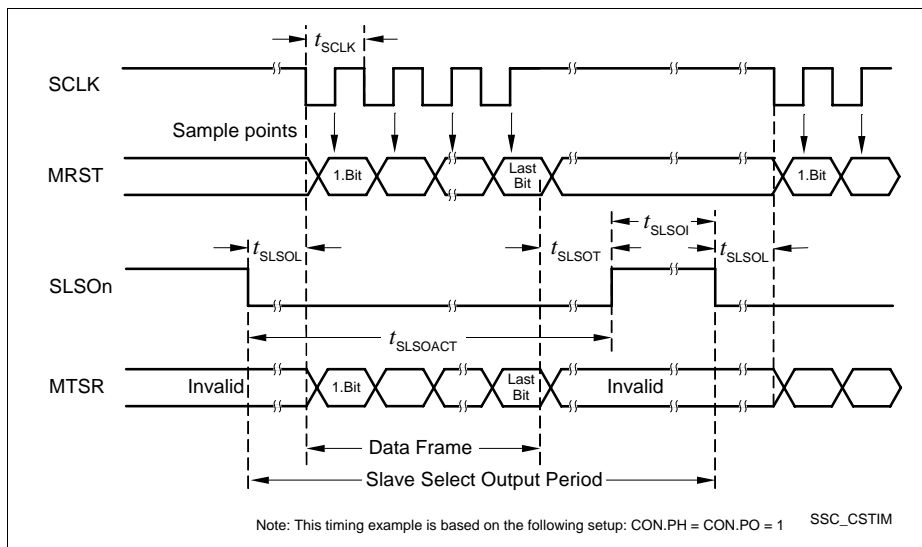 tSCLK
SCLK
Sample points
MRST
1.Bit
Last
Bit
1.Bit
tSLSOI
tSLSOL
tSLSOT
tSLSOL
SLSOn
tSLSOACT
MTSR
Invalid
1.Bit
Last
Bit
Invalid
Data Frame
Slave Select Output Period
Note: This timing example is based on the following setup: CON.PH = CON.PO = 1
SSC_CSTIM